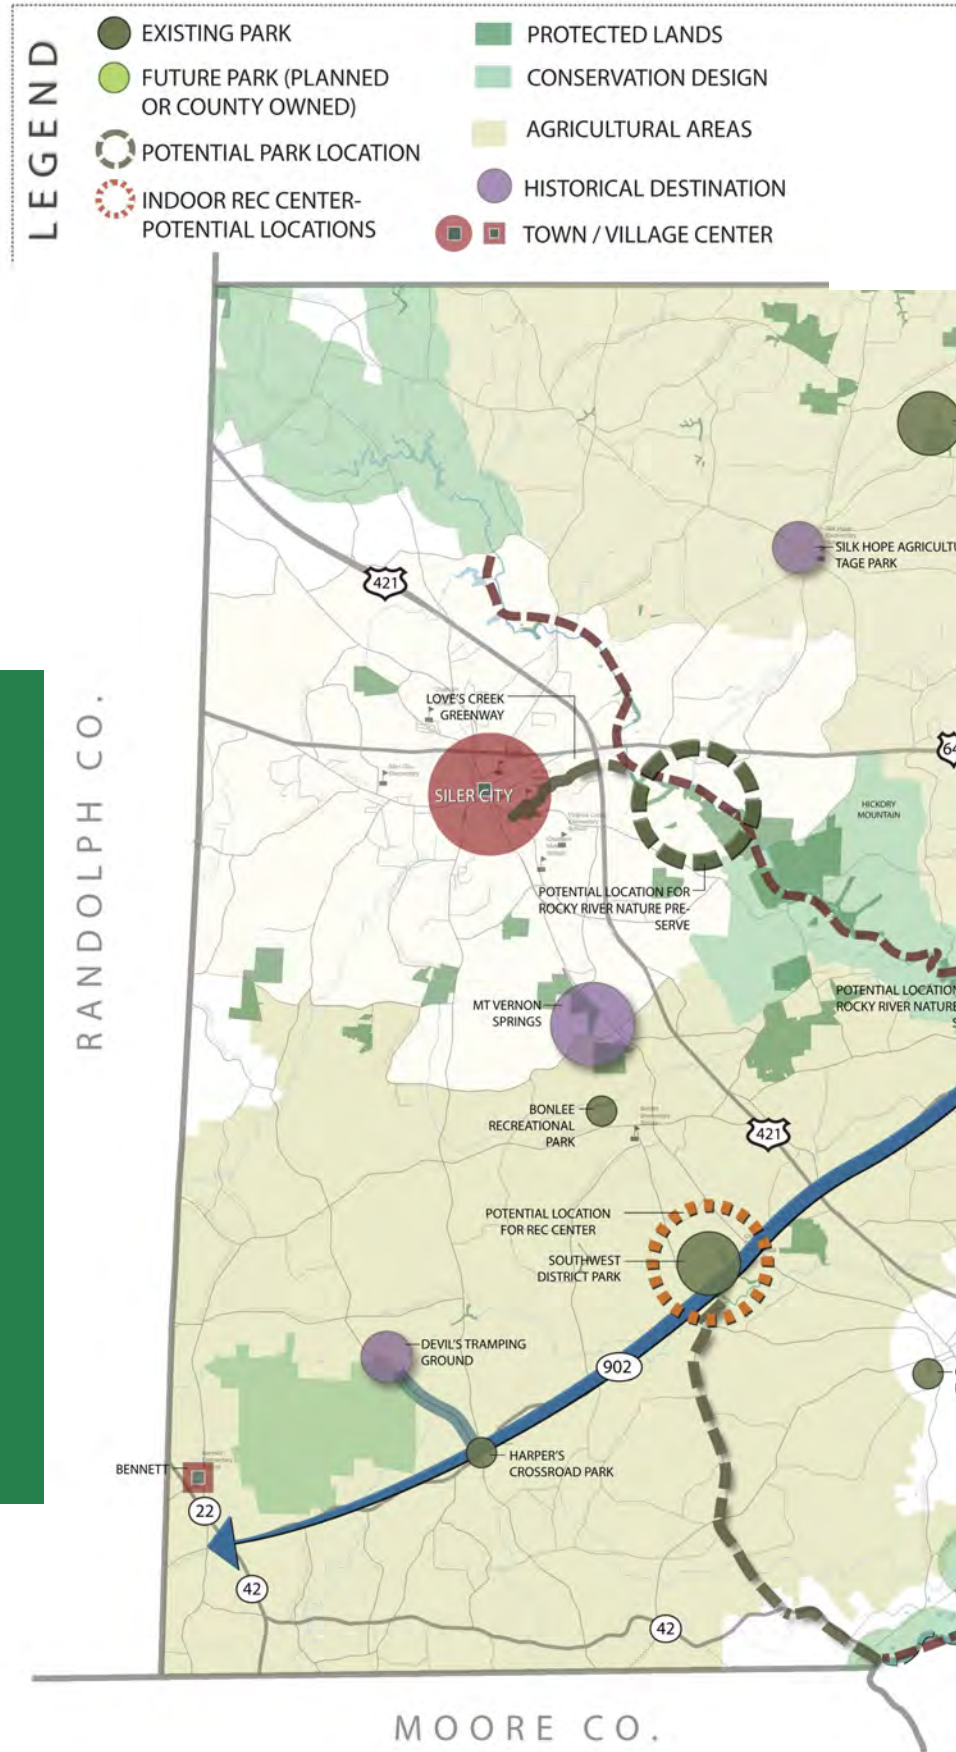 LEGEND
EXISTING PARK
FUTURE PARK (PLANNED
OR COUNTY OWNED)
POTENTIAL PARK LOCATION
INDOOR REC CENTER-
POTENTIAL LOCATIONS
PROTECTED LANDS
CONSERVATION DESIGN
AGRICULTURAL AREAS
HISTORICAL DESTINATION
TOWN / VILLAGE CENTER
SILK HOPE AGRICULTU
TAGE PARK
421
RANDOLPH CO.
LOVE'S CREEK
GREENWAY
64
SILER CITY
HICKORY
MOUNTAIN
POTENTIAL LOCATION FOR
ROCKY RIVER NATURE PRE-
SERVE
POTENTIAL LOCATION
ROCKY RIVER NATURE
S
MT VERNON
SPRINGS
BONLEE
RECREATIONAL
PARK
421
POTENTIAL LOCATION
FOR REC CENTER
SOUTHWEST
DISTRICT PARK
DEVIL'S TRAMPING
GROUND
902
HARPER'S
CROSSROAD PARK
BENNETT
22
42
42
MOORE CO.